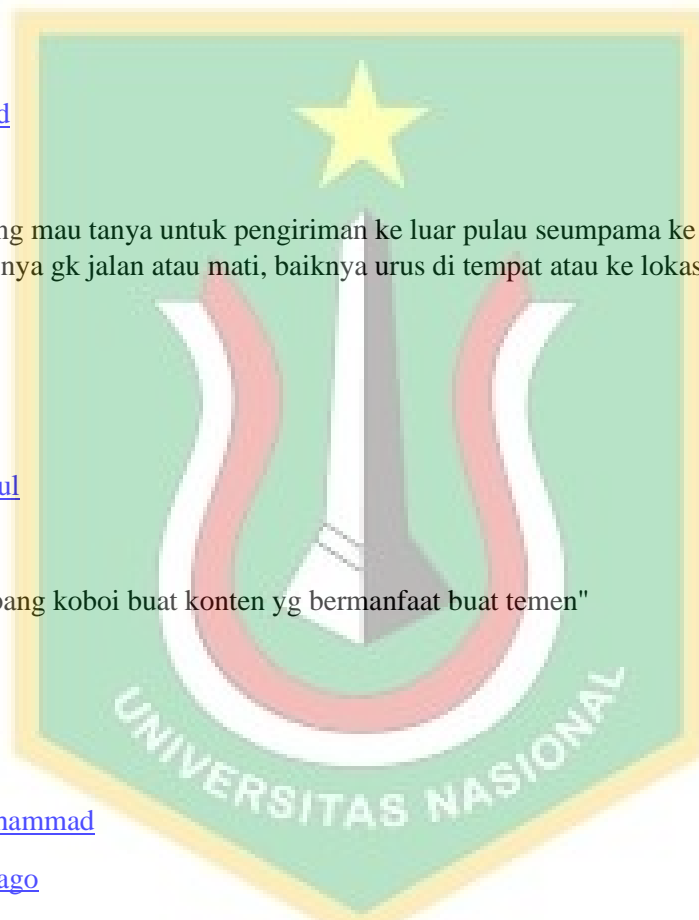 d
ng mau tanya untuk pengiriman ke luar pulau seumpama ke
nya gk jalan atau mati, baiknya urus di tempat atau ke lokas
ul
bang koboi buat konten yg bermanfaat buat temen"
UNIVERSITAS NASIONAL
hammad
ago